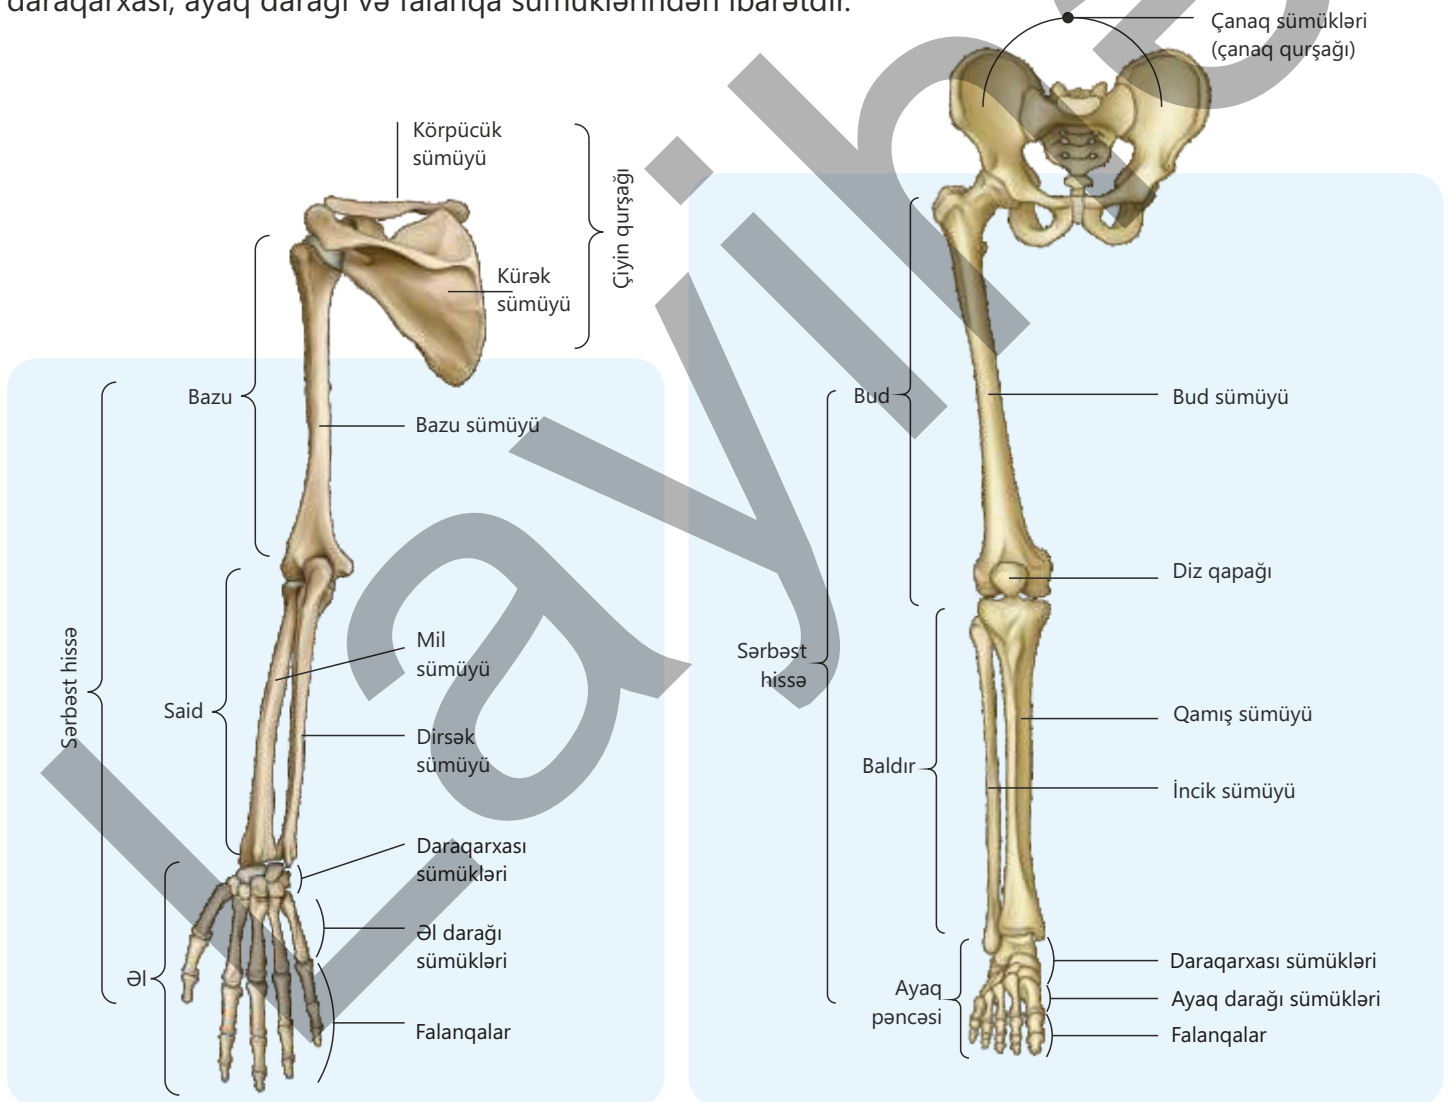 daraqarxası, ayaq darağı və falanqa sümüklərindən ibarətdir.
Körpücük
sümüyü
Çiyin qurşağı
Kürək
sümüyü
Bazu
Bazu sümüyü
Sərbəst hissə
Mil
sümüyü
Said
Dirsək
sümüyü
Daraqarxası
sümükləri
Əl darağı
sümükləri
Əl
Falanqalar
Çanaq sümükləri
(çanaq qurşağı)
Bud
Bud sümüyü
Diz qapağı
Sərbəst
hissə
Qamış sümüyü
Baldır
İncik sümüyü
Daraqarxası sümükləri
Ayaq
pəncəsi
Ayaq darağı sümükləri
Falanqalar